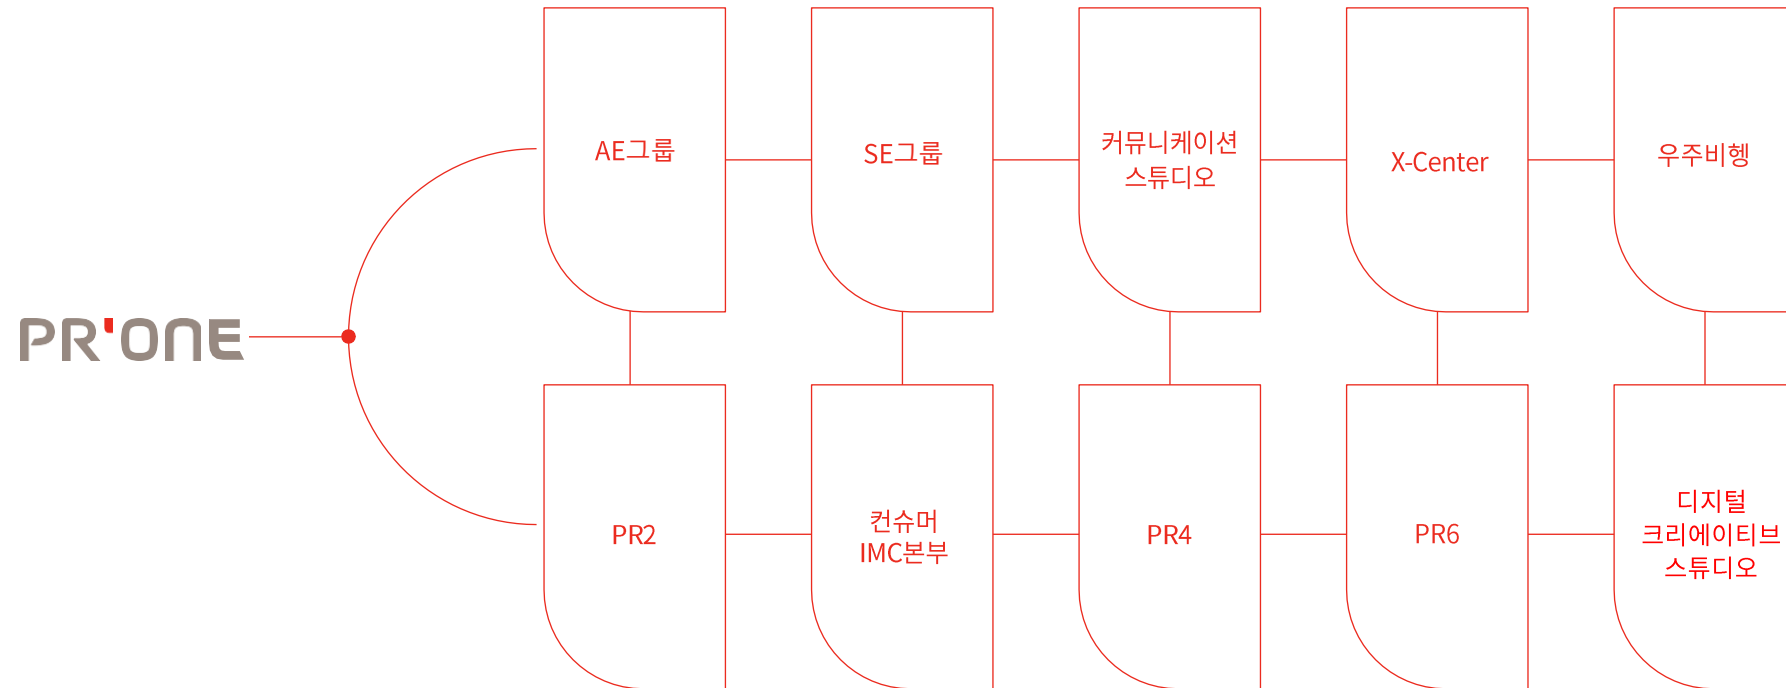 PR'ONE
AE그룹
SE그룹
커뮤니케이션
스튜디오
X-Center
우주비헹
PR2
컨슈머
IMC본부
PR4
PR6
디지털
크리에이티브
스튜디오